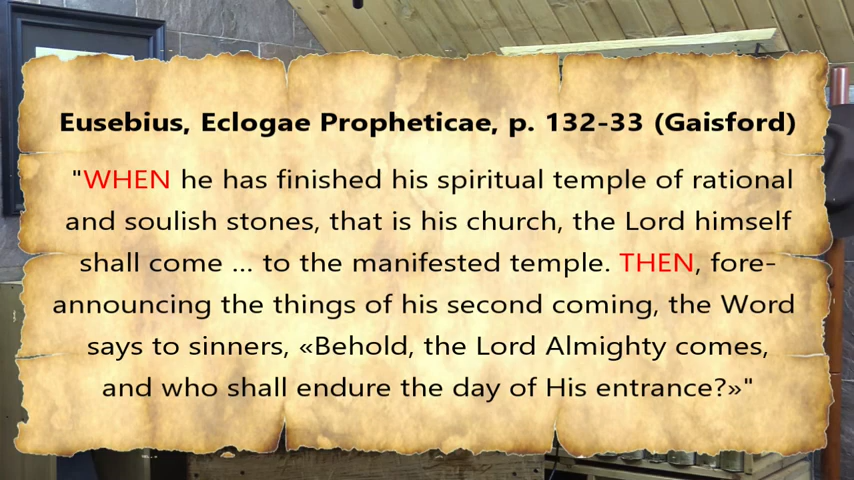 Eusebius, Eclogae Propheticae, p. 132-33 (Gaisford)
"WHEN he has finished his spiritual temple of rational
and soulish stones, that is his church, the Lord himself
shall come ... to the manifested temple. THEN, fore-
announcing the things of his second coming, the Word
says to sinners, «Behold, the Lord Almighty comes,
and who shall endure the day of His entrance?»"